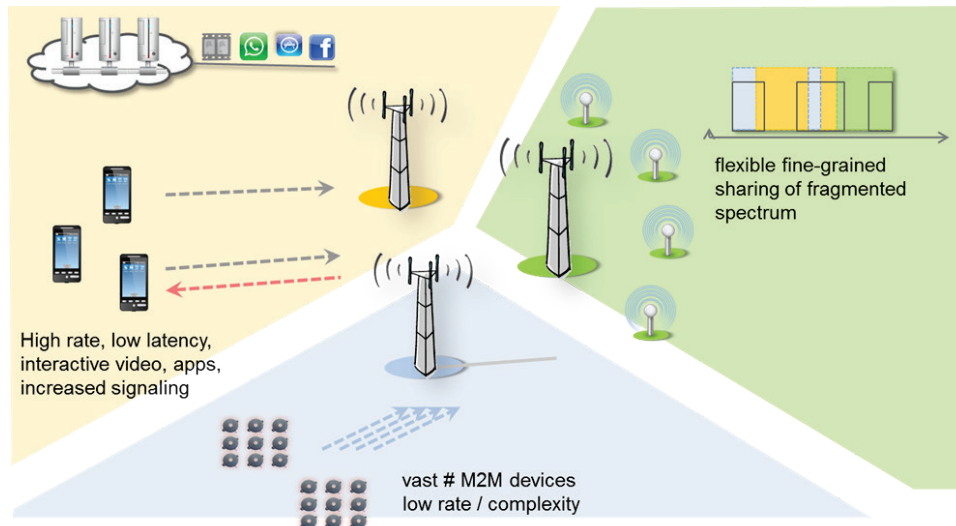 flexible fine-grained
sharing of fragmented
spectrum
High rate, low latency,
interactive video, apps,
increased signaling
vast # M2M devices
low rate / complexity